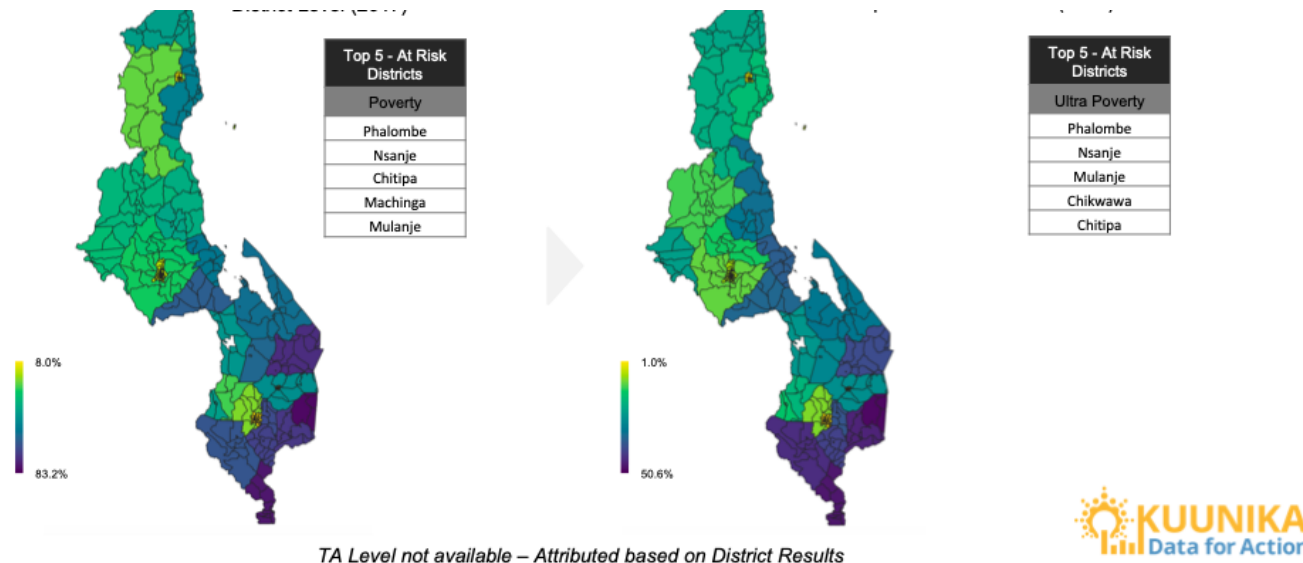 Top 5 - At Risk
Districts
Poverty
Phalombe
Nsanje
Chitipa
Machinga
Mulanje
8.0%
83.2%
Top 5 - At Risk
Districts
Ultra Poverty
Phalombe
Nsanje
Mulanje
Chikwawa
Chitipa
1.0%
50.6%
TA Level not available – Attributed based on District Results
KUUNIKA
Data for Action